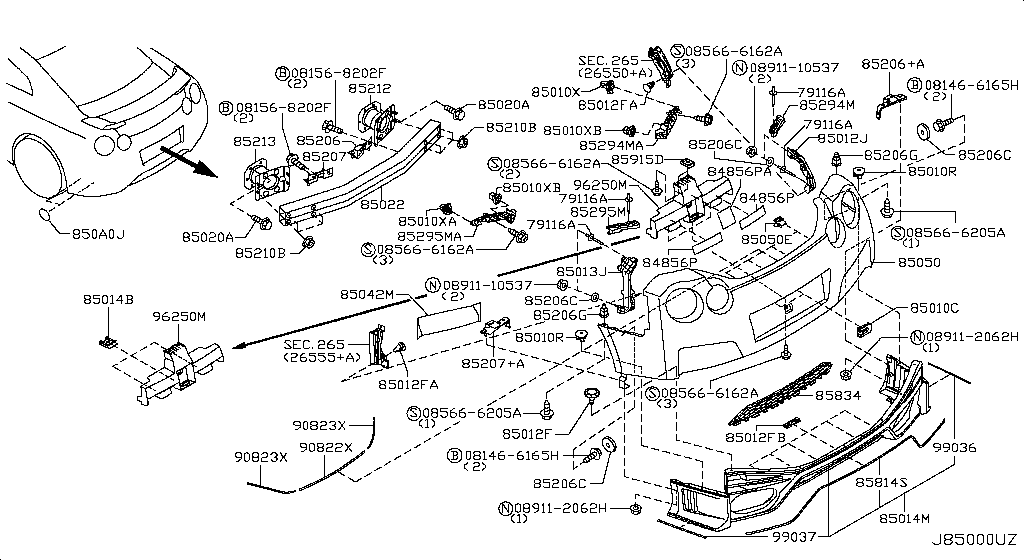 SEC.265
(26550+A)
Ⓢ08566-6162A
(3)
Ⓝ08911-10537
(2)
85206+A
Ⓑ08146-6165H
(2)
Ⓑ08156-8202F
(2)
85212
85010X
85012FA
79116A
85294M
Ⓑ08156-8202F
(2)
85020A
85210B
85010XB
79116A
85012J
85213
85206
85207
85294MA
85206C
85206G
85206C
Ⓢ08566-6162A
(2)
85915D
84856PA
85010R
96250M
85010XB
79116A
84856P
85022
85295M
850A0J
85010XA
79116A
85020A
85295MA
85050E
Ⓢ08566-6205A
(1)
85210B
Ⓢ08566-6162A
(3)
84856P
85050
85013J
Ⓝ08911-10537
(2)
85014B
85042M
85206C
96250M
85206G
85010C
85010R
Ⓝ08911-2062H
(1)
SEC.265
(26555+A)
85207+A
85012FA
Ⓢ08566-6162A
(3)
85834
Ⓢ08566-6205A
(1)
90823X
85012F
85012FB
90822X
99036
90823X
Ⓑ08146-6165H
(2)
85206C
85814S
Ⓝ08911-2062H
(1)
85014M
99037
J85000UZ